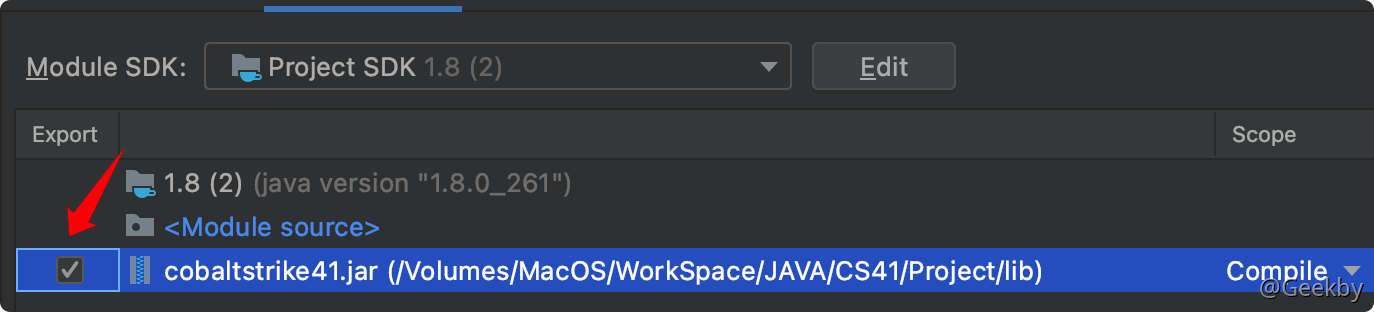 Module SDK: Project SDK 1.8 (2) Edit
Export Scope
1.8 (2) (java version "1.8.0_261")
<Module source>
cobaltstrike41.jar (/Volumes/MacOS/WorkSpace/JAVA/CS41/Project/lib) Compile
@Geekby